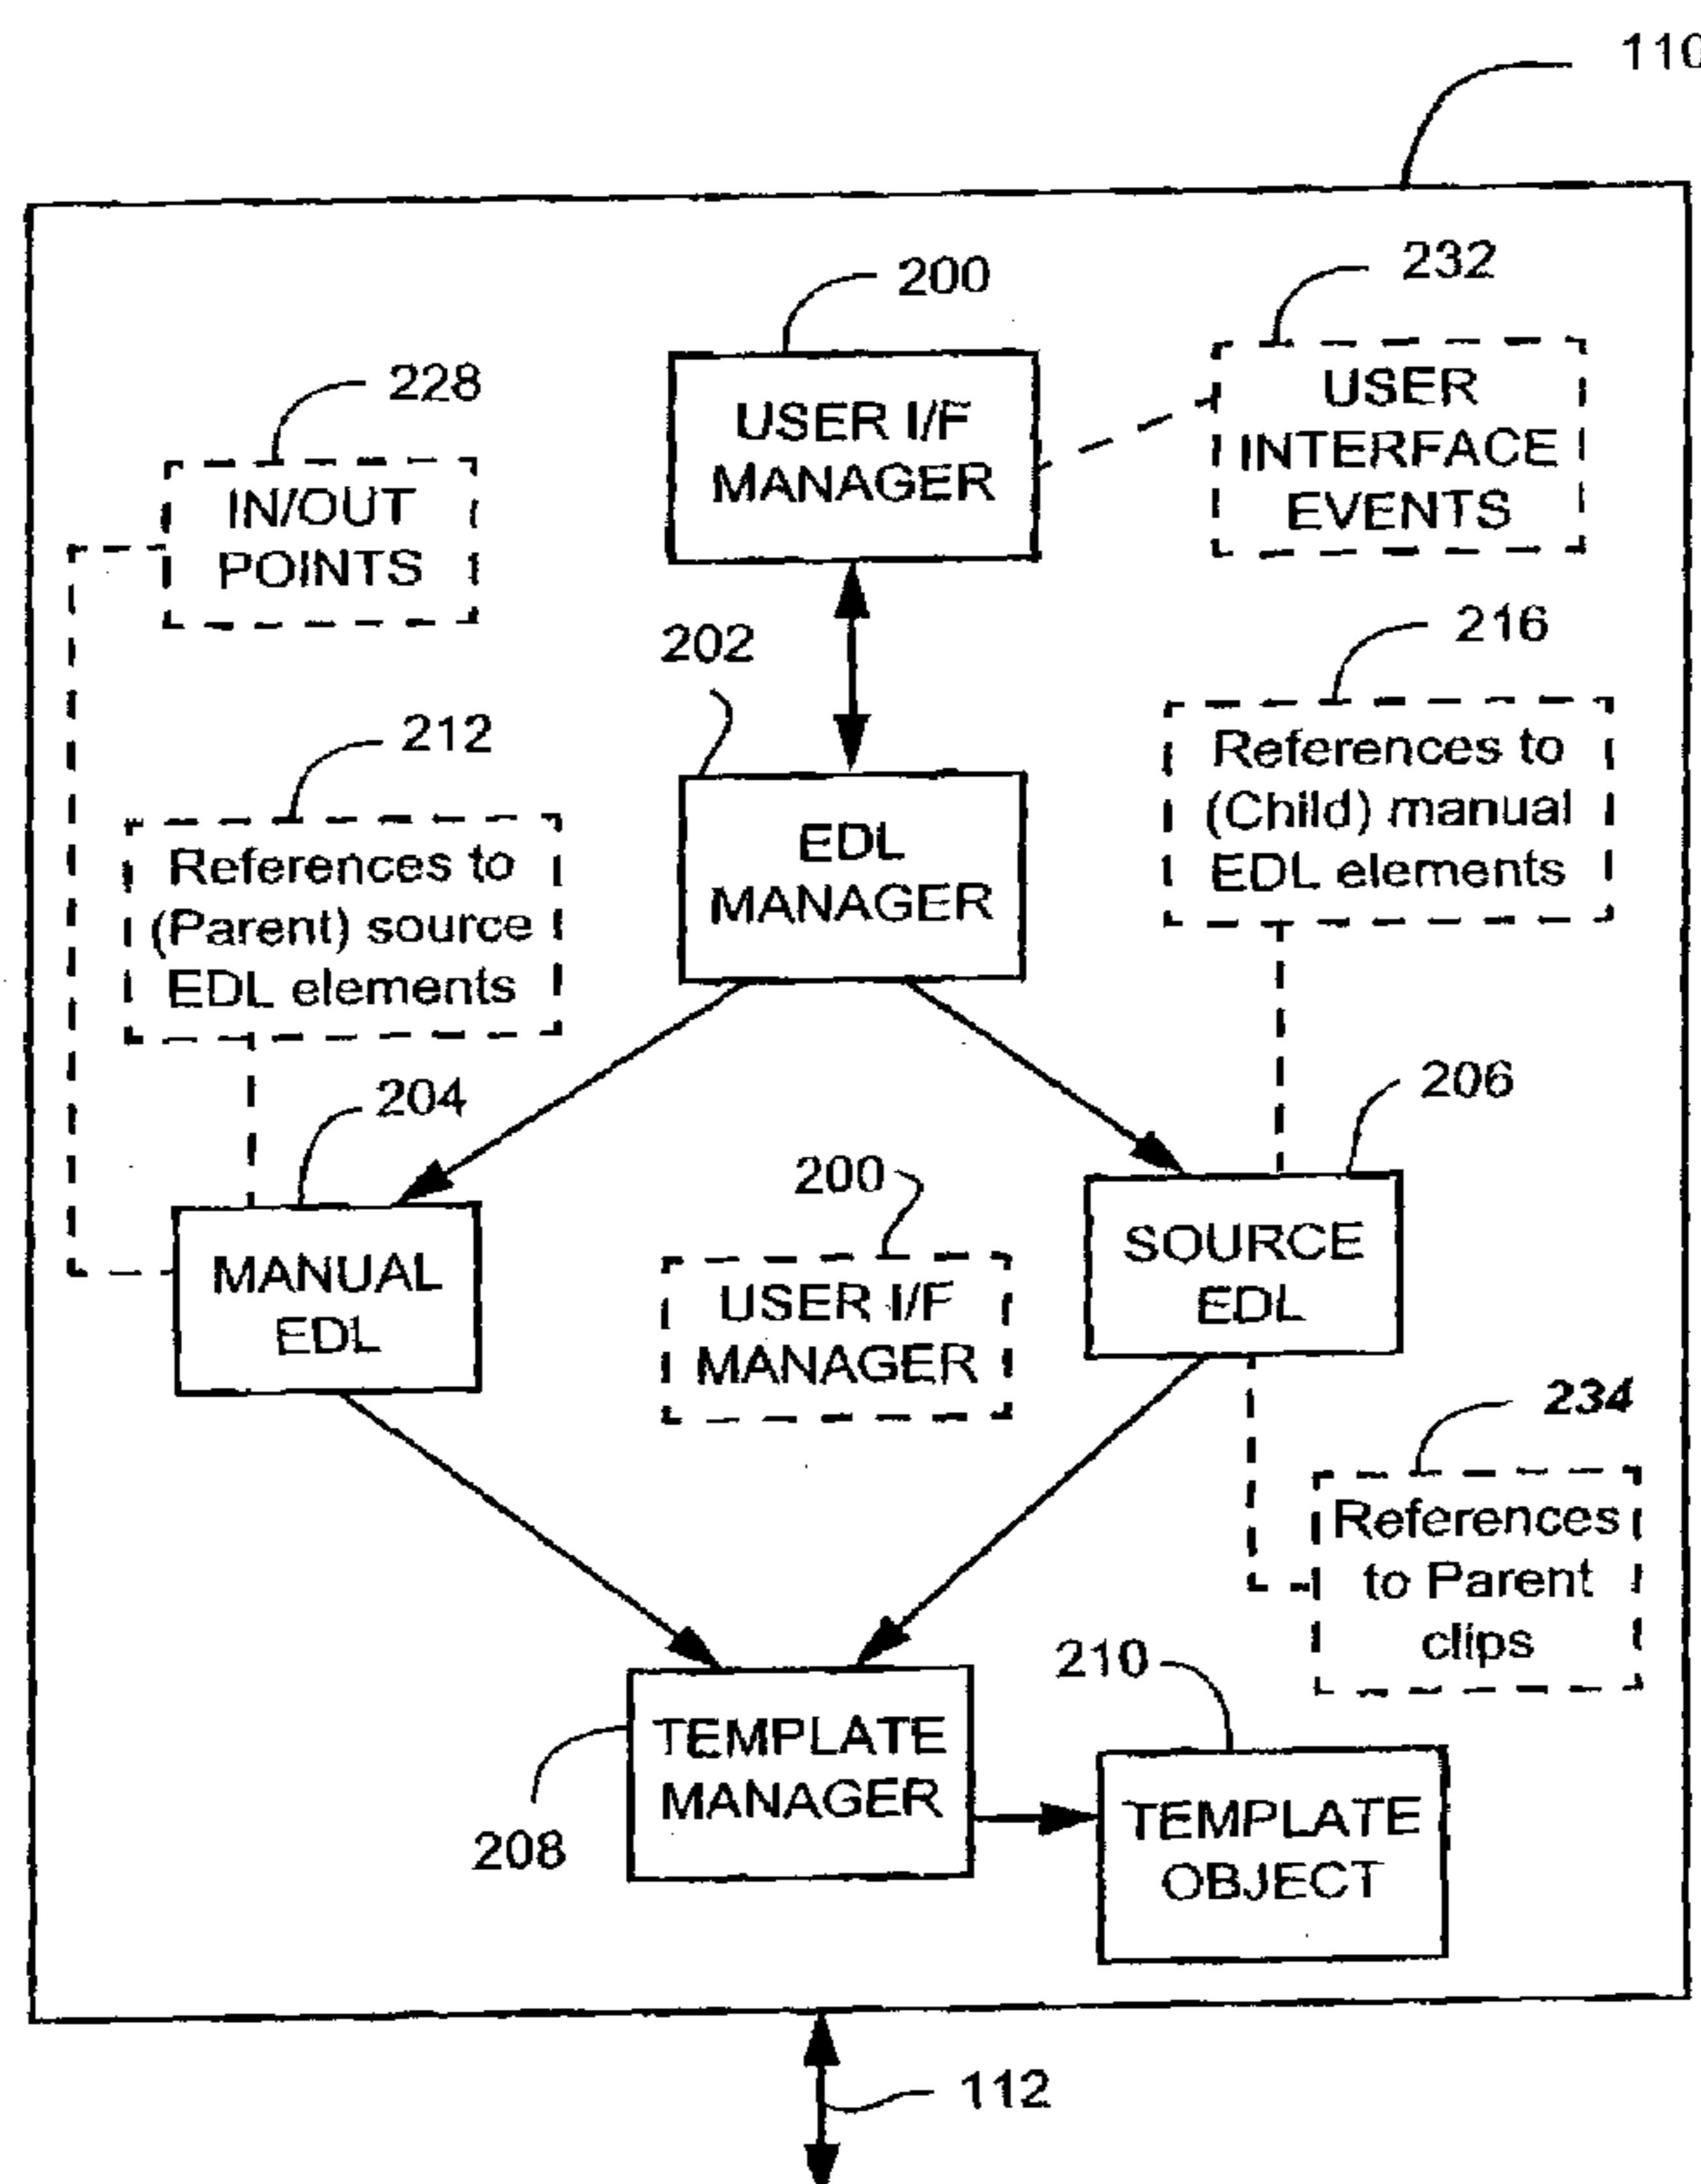 110
200
232
USER I/F
MANAGER
USER
INTERFACE
EVENTS
228
IN/OUT
POINTS
202
216
References to
(Child) manual
EDL elements
212
References to
(Parent) source
EDL elements
EDL
MANAGER
204
206
200
MANUAL
EDL
USER I/F
MANAGER
SOURCE
EDL
234
References
to Parent
clips
208
TEMPLATE
MANAGER
210
TEMPLATE
OBJECT
112